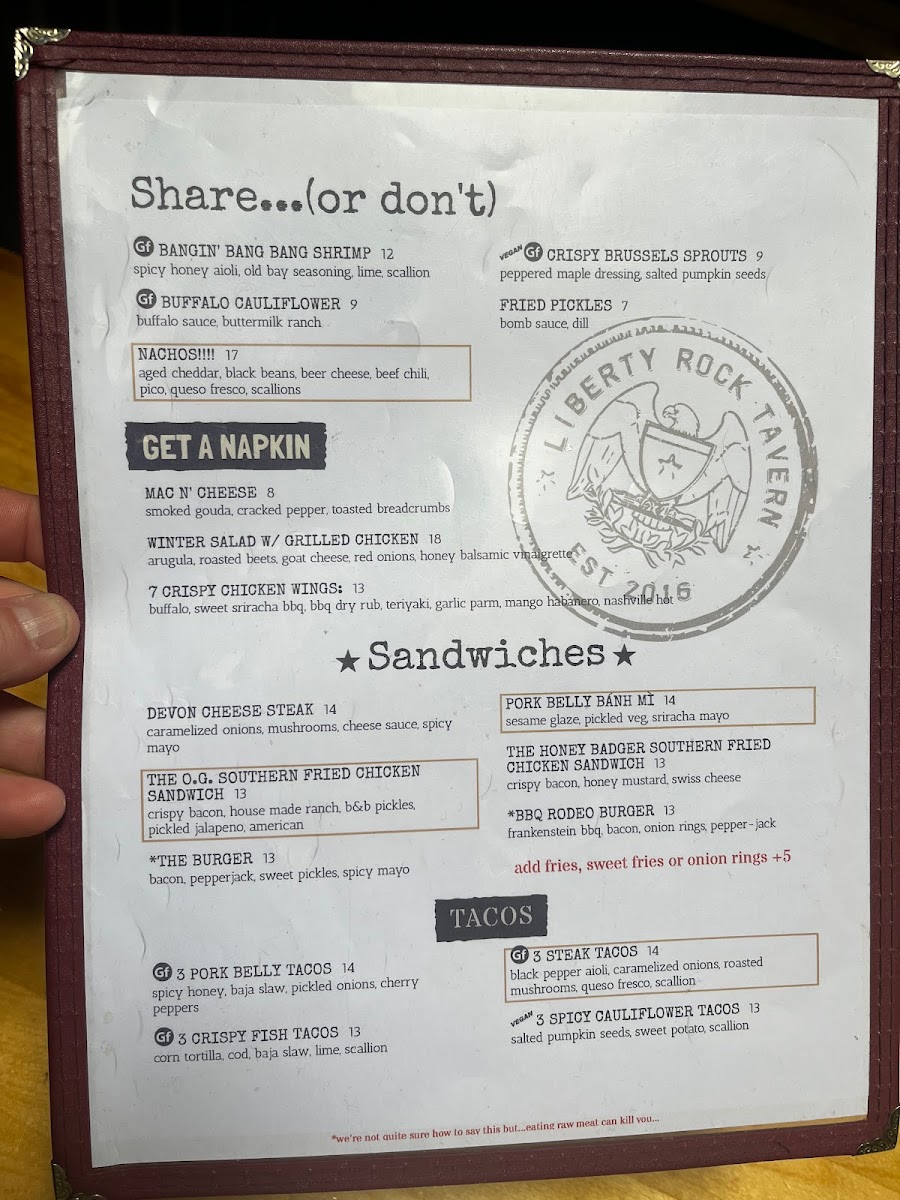 Share...(or don't)
Gf BANGIN' BANG BANG SHRIMP 12
spicy honey aioli, old bay seasoning, lime, scallion
Gf BUFFALO CAULIFLOWER 9
buffalo sauce, buttermilk ranch
NACHOS!!!! 17
aged cheddar, black beans, beer cheese, beef chili,
pico, queso fresco, scallions
VEGAN Gf CRISPY BRUSSELS SPROUTS 9
peppered maple dressing, salted pumpkin seeds
FRIED PICKLES 7
bomb sauce, dill
LIBERTY ROCK TAVERN
EST 2016
GET A NAPKIN
MAC N' CHEESE 8
smoked gouda, cracked pepper, toasted breadcrumbs
WINTER SALAD W/ GRILLED CHICKEN 18
arugula, roasted beets, goat cheese, red onions, honey balsamic vinaigrette
7 CRISPY CHICKEN WINGS: 13
buffalo, sweet sriracha bbq, bbq dry rub, teriyaki, garlic parm, mango habanero, nashville hot
★ Sandwiches ★
DEVON CHEESE STEAK 14
caramelized onions, mushrooms, cheese sauce, spicy
mayo
THE O.G. SOUTHERN FRIED CHICKEN
SANDWICH 13
crispy bacon, house made ranch, b&b pickles,
pickled jalapeno, american
*THE BURGER 13
bacon, pepperjack, sweet pickles, spicy mayo
PORK BELLY BÁNH MÌ 14
sesame glaze, pickled veg, sriracha mayo
THE HONEY BADGER SOUTHERN FRIED
CHICKEN SANDWICH 13
crispy bacon, honey mustard, swiss cheese
*BBQ RODEO BURGER 13
frankenstein bbq, bacon, onion rings, pepper-jack
add fries, sweet fries or onion rings +5
TACOS
Gf 3 PORK BELLY TACOS 14
spicy honey, baja slaw, pickled onions, cherry
peppers
Gf 3 CRISPY FISH TACOS 13
corn tortilla, cod, baja slaw, lime, scallion
Gf 3 STEAK TACOS 14
black pepper aioli, caramelized onions, roasted
mushrooms, queso fresco, scallion
VEGAN 3 SPICY CAULIFLOWER TACOS 13
salted pumpkin seeds, sweet potato, scallion
*we're not quite sure how to say this but...eating raw meat can kill you...